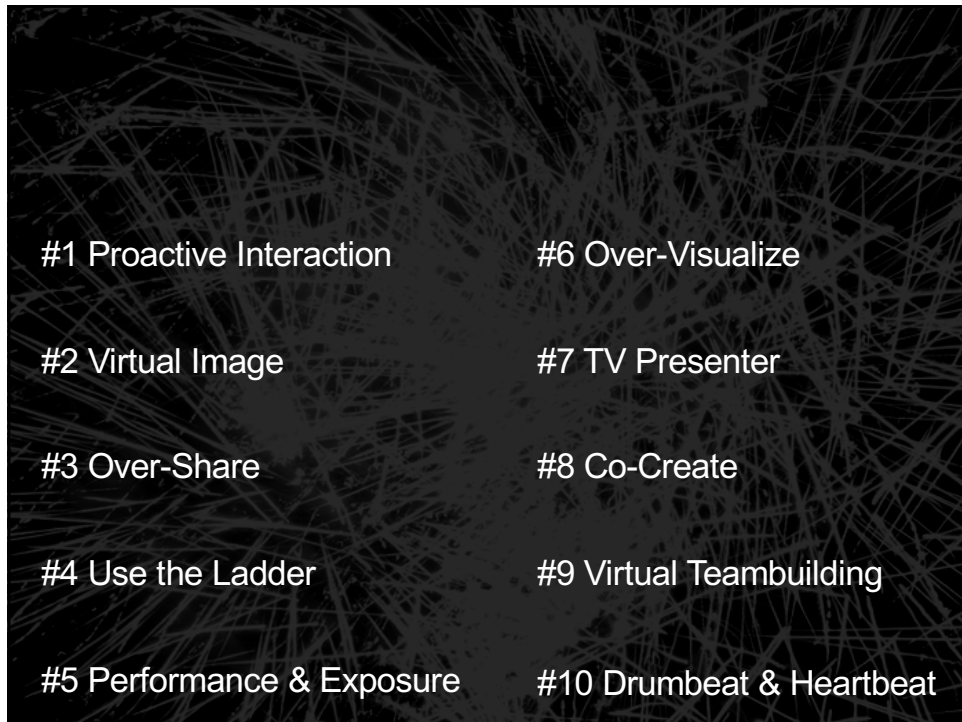 #1 Proactive Interaction
#2 Virtual Image
#3 Over-Share
#4 Use the Ladder
#5 Performance & Exposure
#6 Over-Visualize
#7 TV Presenter
#8 Co-Create
#9 Virtual Teambuilding
#10 Drumbeat & Heartbeat